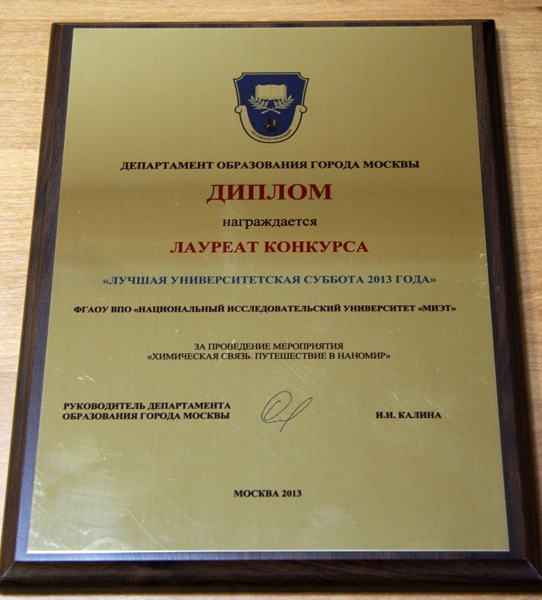 ДЕПАРТАМЕНТ ОБРАЗОВАНИЯ ГОРОДА МОСКВЫ
ДИПЛОМ
награждается
ЛАУРЕАТ КОНКУРСА
«ЛУЧШАЯ УНИВЕРСИТЕТСКАЯ СУББОТА 2013 ГОДА»
ФГАОУ ВПО «НАЦИОНАЛЬНЫЙ ИССЛЕДОВАТЕЛЬСКИЙ УНИВЕРСИТЕТ «МИЭТ»
ЗА ПРОВЕДЕНИЕ МЕРОПРИЯТИЯ
«ХИМИЧЕСКАЯ СВЯЗЬ. ПУТЕШЕСТВИЕ В НАНОМИР»
РУКОВОДИТЕЛЬ ДЕПАРТАМЕНТА
ОБРАЗОВАНИЯ ГОРОДА МОСКВЫ
И.И. КАЛИНА
МОСКВА 2013